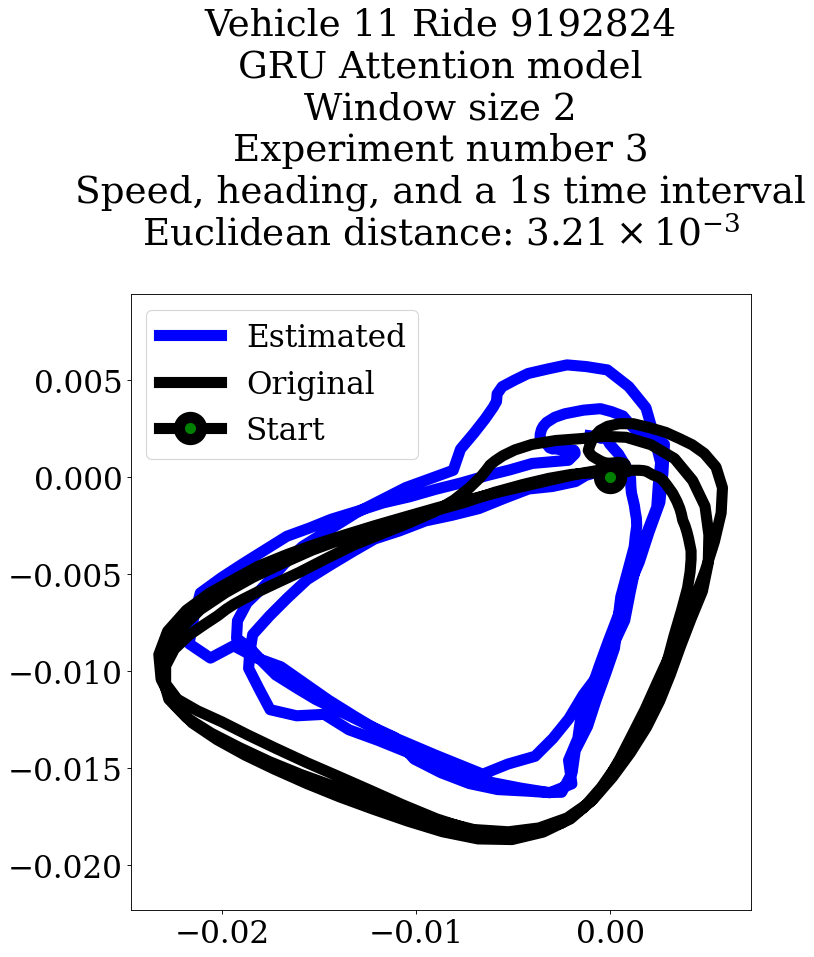 Vehicle 11 Ride 9192824
GRU Attention model
Window size 2
Experiment number 3
Speed, heading, and a 1s time interval
Euclidean distance: 3.21 × 10⁻³
Estimated
Original
Start
0.005
0.000
−0.005
−0.010
−0.015
−0.020
−0.02
−0.01
0.00